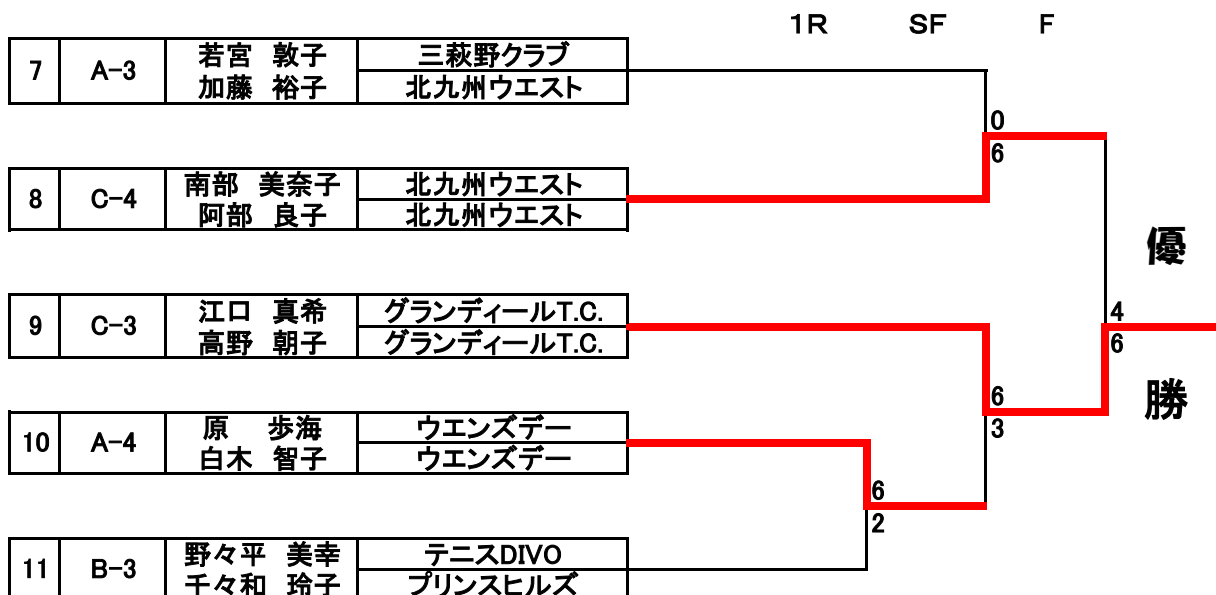 1R SF F
7 A-3 若宮 敦子 三萩野クラブ
加藤 裕子 北九州ウエスト
0
6
8 C-4 南部 美奈子 北九州ウエスト
阿部 良子 北九州ウエスト
優
9 C-3 江口 真希 グランディールT.C.
高野 朝子 グランディールT.C.
4
6
勝
6
3
10 A-4 原 歩海 ウエンズデー
白木 智子 ウエンズデー
6
2
11 B-3 野々平 美幸 テニスDIVO
千々和 玲子 プリンスヒルズ